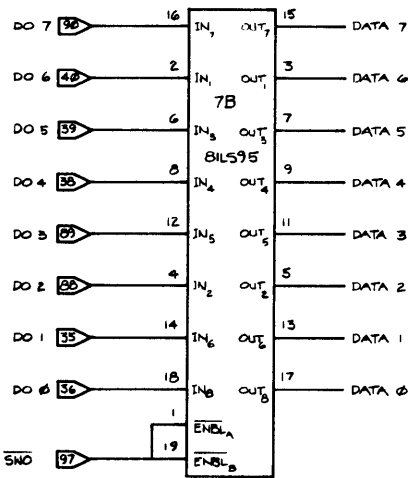 16 15
DO 7 90 IN7 OUT7 DATA 7
2 3
DO 6 40 IN1 OUT1 DATA 6
7B
6 7
DO 5 39 IN3 OUT3 DATA 5
81LS95
8 9
DO 4 38 IN4 OUT4 DATA 4
12 11
DO 3 89 IN5 OUT5 DATA 3
4 5
DO 2 88 IN2 OUT2 DATA 2
14 13
DO 1 35 IN6 OUT6 DATA 1
18 17
DO Ø 36 IN8 OUT8 DATA Ø
1
ENBLA
19
SWO 97 ENBLB